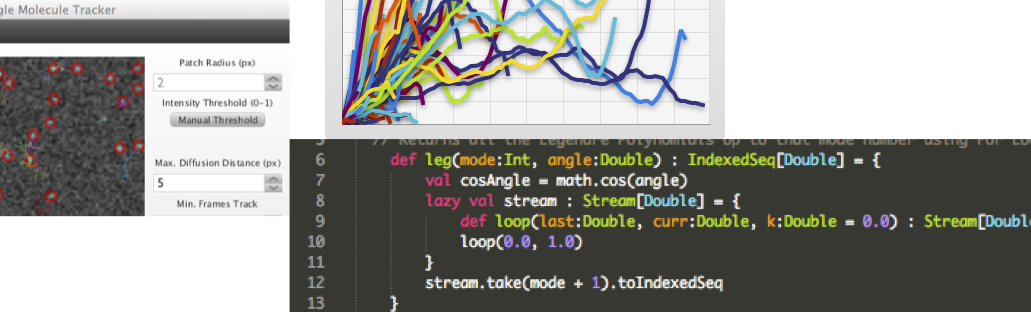 gle Molecule Tracker
Patch Radius (px)
2
Intensity Threshold (0-1)
Manual Threshold
Max. Diffusion Distance (px)
5
Min. Frames Track
5 // Returns all the Legendre Polynomials up to that mode number using For Lo
6 def leg(mode:Int, angle:Double) : IndexedSeq[Double] = {
7 val cosAngle = math.cos(angle)
8 lazy val stream : Stream[Double] = {
9 def loop(last:Double, curr:Double, k:Double = 0.0) : Stream[Doubl
10 loop(0.0, 1.0)
11 }
12 stream.take(mode + 1).toIndexedSeq
13 }